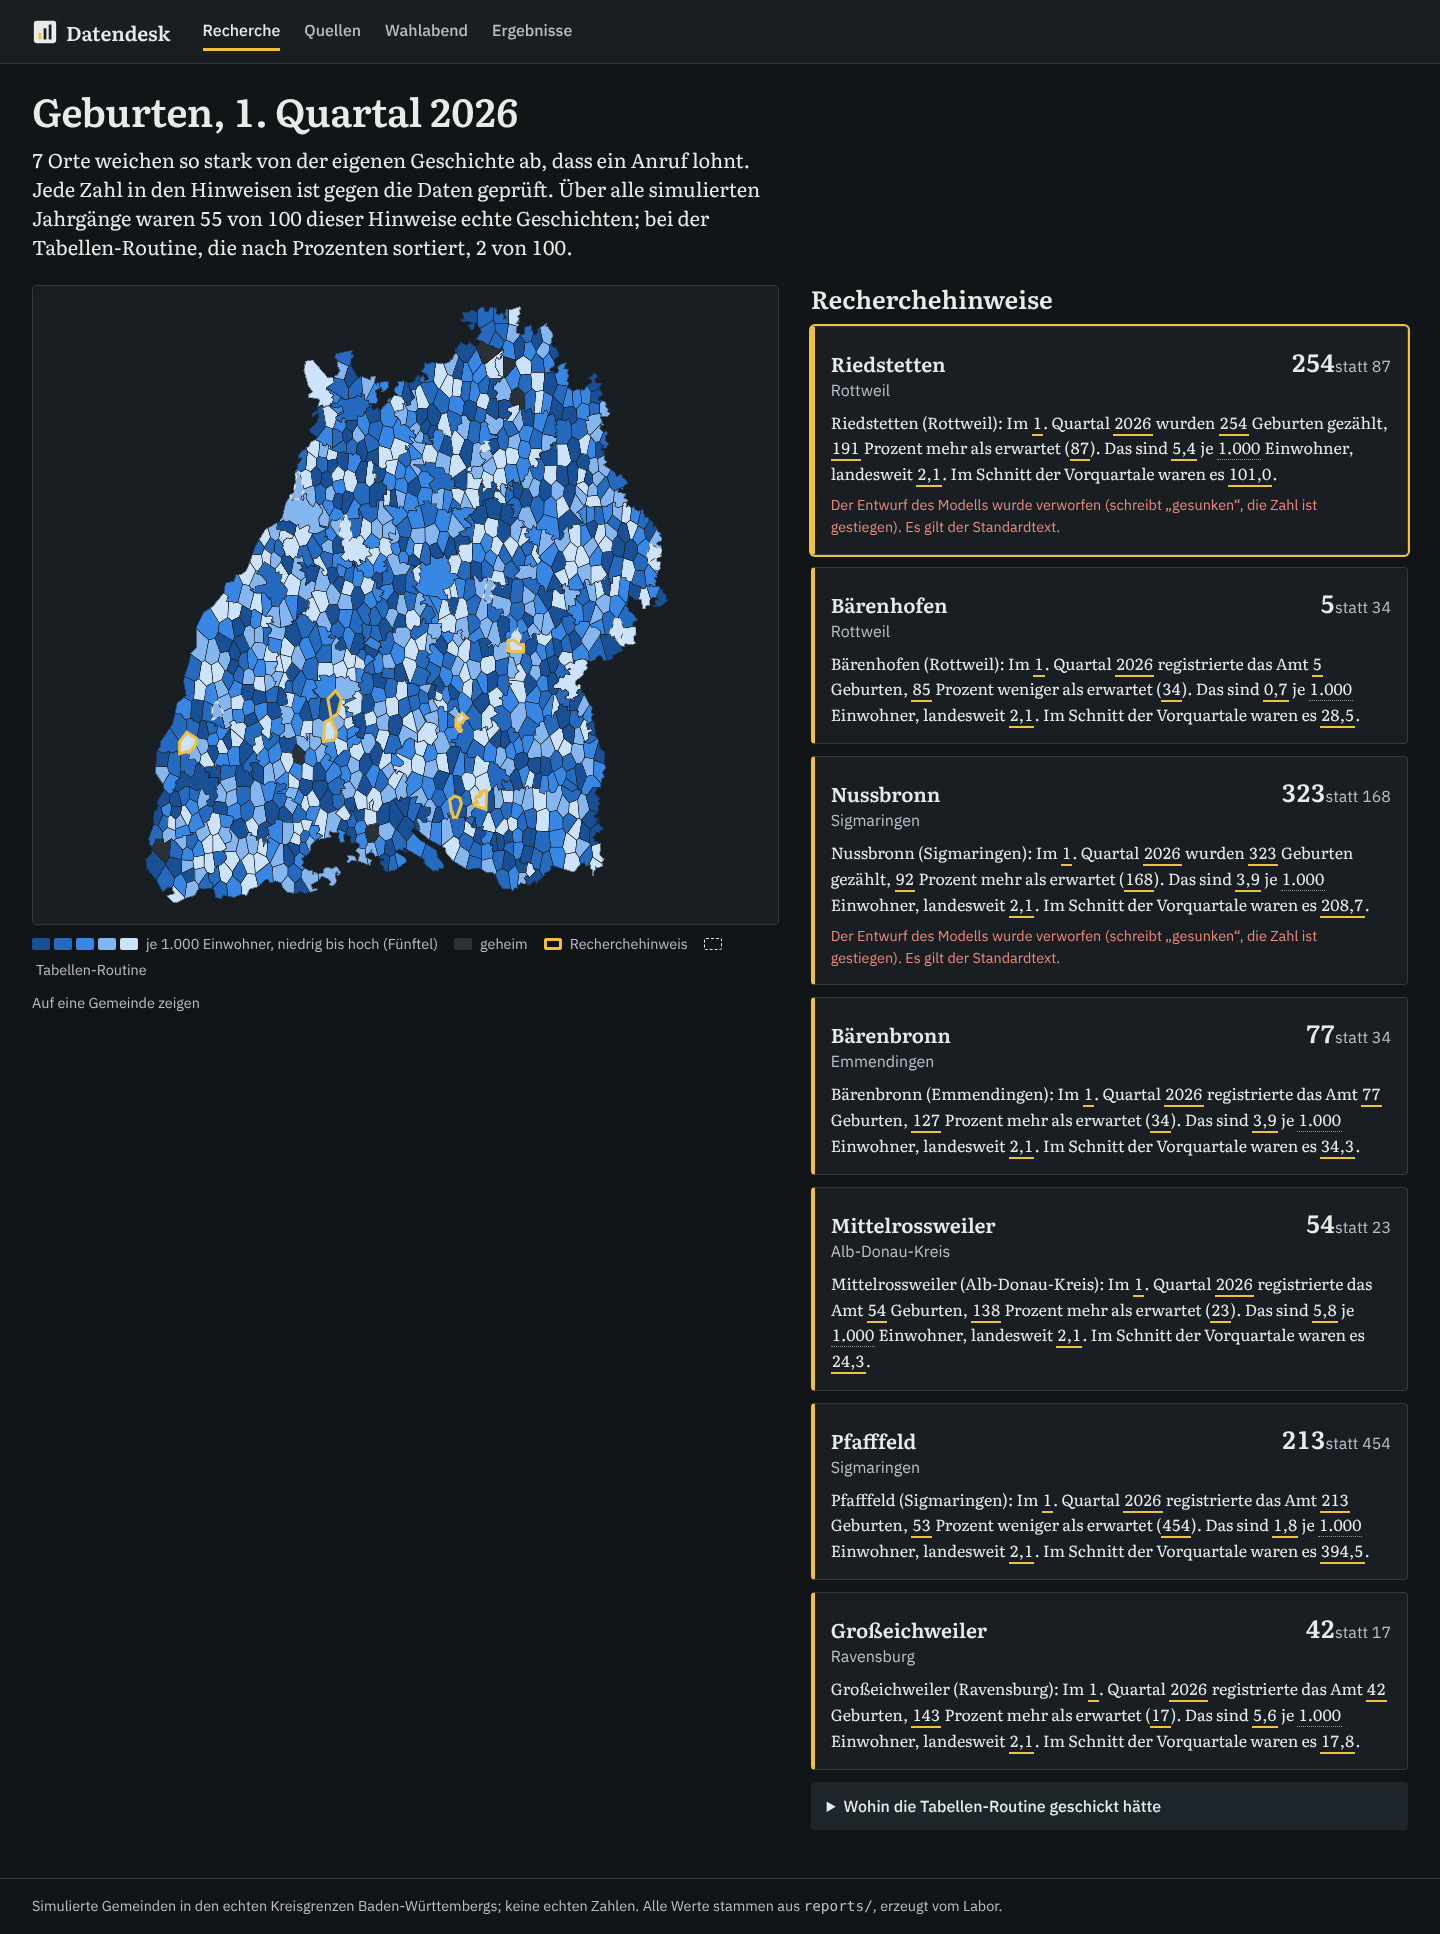 Datendesk
Recherche
Quellen
Wahlabend
Ergebnisse
Geburten, 1. Quartal 2026
7 Orte weichen so stark von der eigenen Geschichte ab, dass ein Anruf lohnt.
Jede Zahl in den Hinweisen ist gegen die Daten geprüft. Über alle simulierten
Jahrgänge waren 55 von 100 dieser Hinweise echte Geschichten; bei der
Tabellen-Routine, die nach Prozenten sortiert, 2 von 100.
je 1.000 Einwohner, niedrig bis hoch (Fünftel)
geheim
Recherchehinweis
Tabellen-Routine
Auf eine Gemeinde zeigen
Recherchehinweise
Riedstetten
254 statt 87
Rottweil
Riedstetten (Rottweil): Im 1. Quartal 2026 wurden 254 Geburten gezählt,
191 Prozent mehr als erwartet (87). Das sind 5,4 je 1.000 Einwohner,
landesweit 2,1. Im Schnitt der Vorquartale waren es 101,0.
Der Entwurf des Modells wurde verworfen (schreibt „gesunken“, die Zahl ist
gestiegen). Es gilt der Standardtext.
Bärenhofen
5 statt 34
Rottweil
Bärenhofen (Rottweil): Im 1. Quartal 2026 registrierte das Amt 5
Geburten, 85 Prozent weniger als erwartet (34). Das sind 0,7 je 1.000
Einwohner, landesweit 2,1. Im Schnitt der Vorquartale waren es 28,5.
Nussbronn
323 statt 168
Sigmaringen
Nussbronn (Sigmaringen): Im 1. Quartal 2026 wurden 323 Geburten
gezählt, 92 Prozent mehr als erwartet (168). Das sind 3,9 je 1.000
Einwohner, landesweit 2,1. Im Schnitt der Vorquartale waren es 208,7.
Der Entwurf des Modells wurde verworfen (schreibt „gesunken“, die Zahl ist
gestiegen). Es gilt der Standardtext.
Bärenbronn
77 statt 34
Emmendingen
Bärenbronn (Emmendingen): Im 1. Quartal 2026 registrierte das Amt 77
Geburten, 127 Prozent mehr als erwartet (34). Das sind 3,9 je 1.000
Einwohner, landesweit 2,1. Im Schnitt der Vorquartale waren es 34,3.
Mittelrossweiler
54 statt 23
Alb-Donau-Kreis
Mittelrossweiler (Alb-Donau-Kreis): Im 1. Quartal 2026 registrierte das
Amt 54 Geburten, 138 Prozent mehr als erwartet (23). Das sind 5,8 je
1.000 Einwohner, landesweit 2,1. Im Schnitt der Vorquartale waren es
24,3.
Pfafffeld
213 statt 454
Sigmaringen
Pfafffeld (Sigmaringen): Im 1. Quartal 2026 registrierte das Amt 213
Geburten, 53 Prozent weniger als erwartet (454). Das sind 1,8 je 1.000
Einwohner, landesweit 2,1. Im Schnitt der Vorquartale waren es 394,5.
Großeichweiler
42 statt 17
Ravensburg
Großeichweiler (Ravensburg): Im 1. Quartal 2026 registrierte das Amt 42
Geburten, 143 Prozent mehr als erwartet (17). Das sind 5,6 je 1.000
Einwohner, landesweit 2,1. Im Schnitt der Vorquartale waren es 17,8.
Wohin die Tabellen-Routine geschickt hätte
Simulierte Gemeinden in den echten Kreisgrenzen Baden-Württembergs; keine echten Zahlen. Alle Werte stammen aus reports/, erzeugt vom Labor.